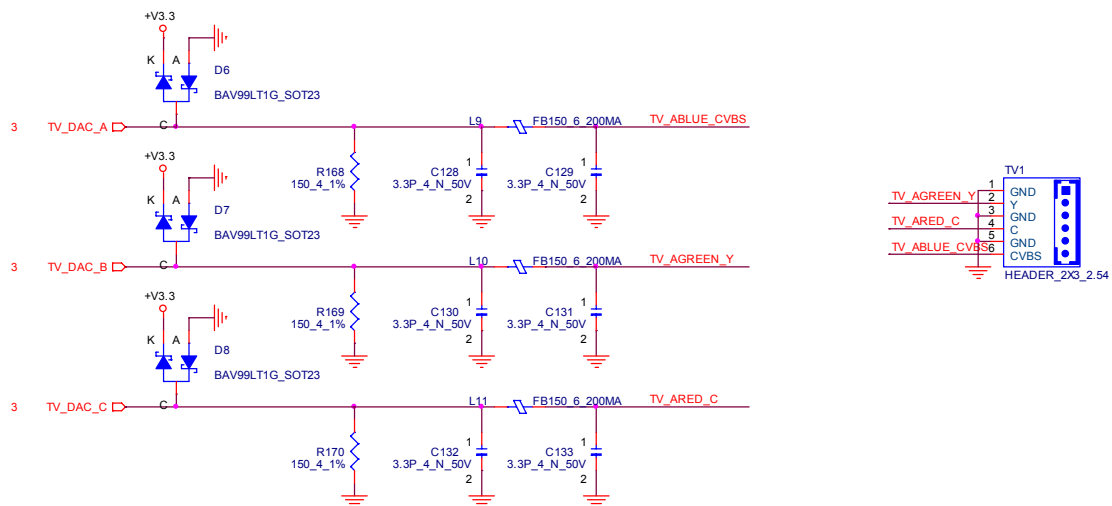 +V3.3
K A
D6
BAV99LT1G_SOT23
3 TV_DAC_A C L9 FB150_6_200MA TV_ABLUE_CVBS
R168
150_4_1%
1
C128
3.3P_4_N_50V
2
1
C129
3.3P_4_N_50V
2
+V3.3
K A
D7
BAV99LT1G_SOT23
3 TV_DAC_B C L10 FB150_6_200MA TV_AGREEN_Y
R169
150_4_1%
1
C130
3.3P_4_N_50V
2
1
C131
3.3P_4_N_50V
2
+V3.3
K A
D8
BAV99LT1G_SOT23
3 TV_DAC_C C L11 FB150_6_200MA TV_ARED_C
R170
150_4_1%
1
C132
3.3P_4_N_50V
2
1
C133
3.3P_4_N_50V
2
TV1
1 GND
TV_AGREEN_Y 2 Y
3 GND
TV_ARED_C 4 C
5 GND
TV_ABLUE_CVBS 6 CVBS
HEADER_2X3_2.54